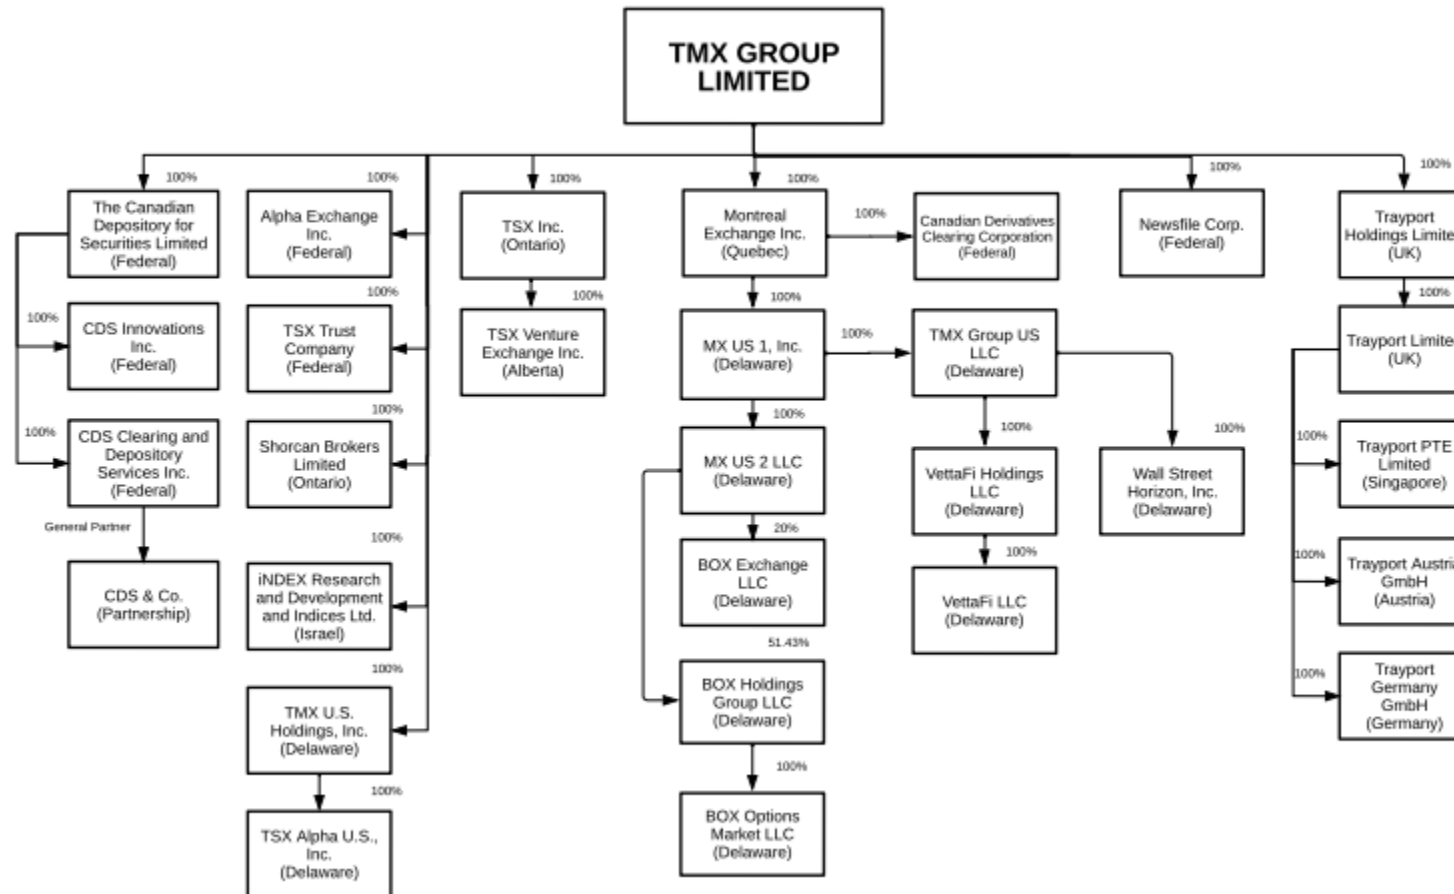 TMX GROUP
LIMITED
100%
The Canadian
Depository for
Securities Limited
(Federal)
100%
CDS Innovations
Inc.
(Federal)
100%
CDS Clearing and
Depository
Services Inc.
(Federal)
General Partner
CDS & Co.
(Partnership)
100%
Alpha Exchange
Inc.
(Federal)
100%
TSX Trust
Company
(Federal)
100%
Shorcan Brokers
Limited
(Ontario)
100%
iNDEX Research
and Development
and Indices Ltd.
(Israel)
100%
TMX U.S.
Holdings, Inc.
(Delaware)
100%
TSX Alpha U.S.,
Inc.
(Delaware)
100%
TSX Inc.
(Ontario)
100%
TSX Venture
Exchange Inc.
(Alberta)
100%
Montreal
Exchange Inc.
(Quebec)
100%
Canadian Derivatives
Clearing Corporation
(Federal)
100%
MX US 1, Inc.
(Delaware)
100%
TMX Group US
LLC
(Delaware)
100%
MX US 2 LLC
(Delaware)
20%
BOX Exchange
LLC
(Delaware)
51.43%
BOX Holdings
Group LLC
(Delaware)
100%
BOX Options
Market LLC
(Delaware)
100%
VettaFi Holdings
LLC
(Delaware)
100%
VettaFi LLC
(Delaware)
100%
Wall Street
Horizon, Inc.
(Delaware)
100%
Newsfile Corp.
(Federal)
100%
Trayport
Holdings Limite
(UK)
100%
Trayport Limite
(UK)
100%
Trayport PTE
Limited
(Singapore)
100%
Trayport Austri
GmbH
(Austria)
100%
Trayport
Germany
GmbH
(Germany)